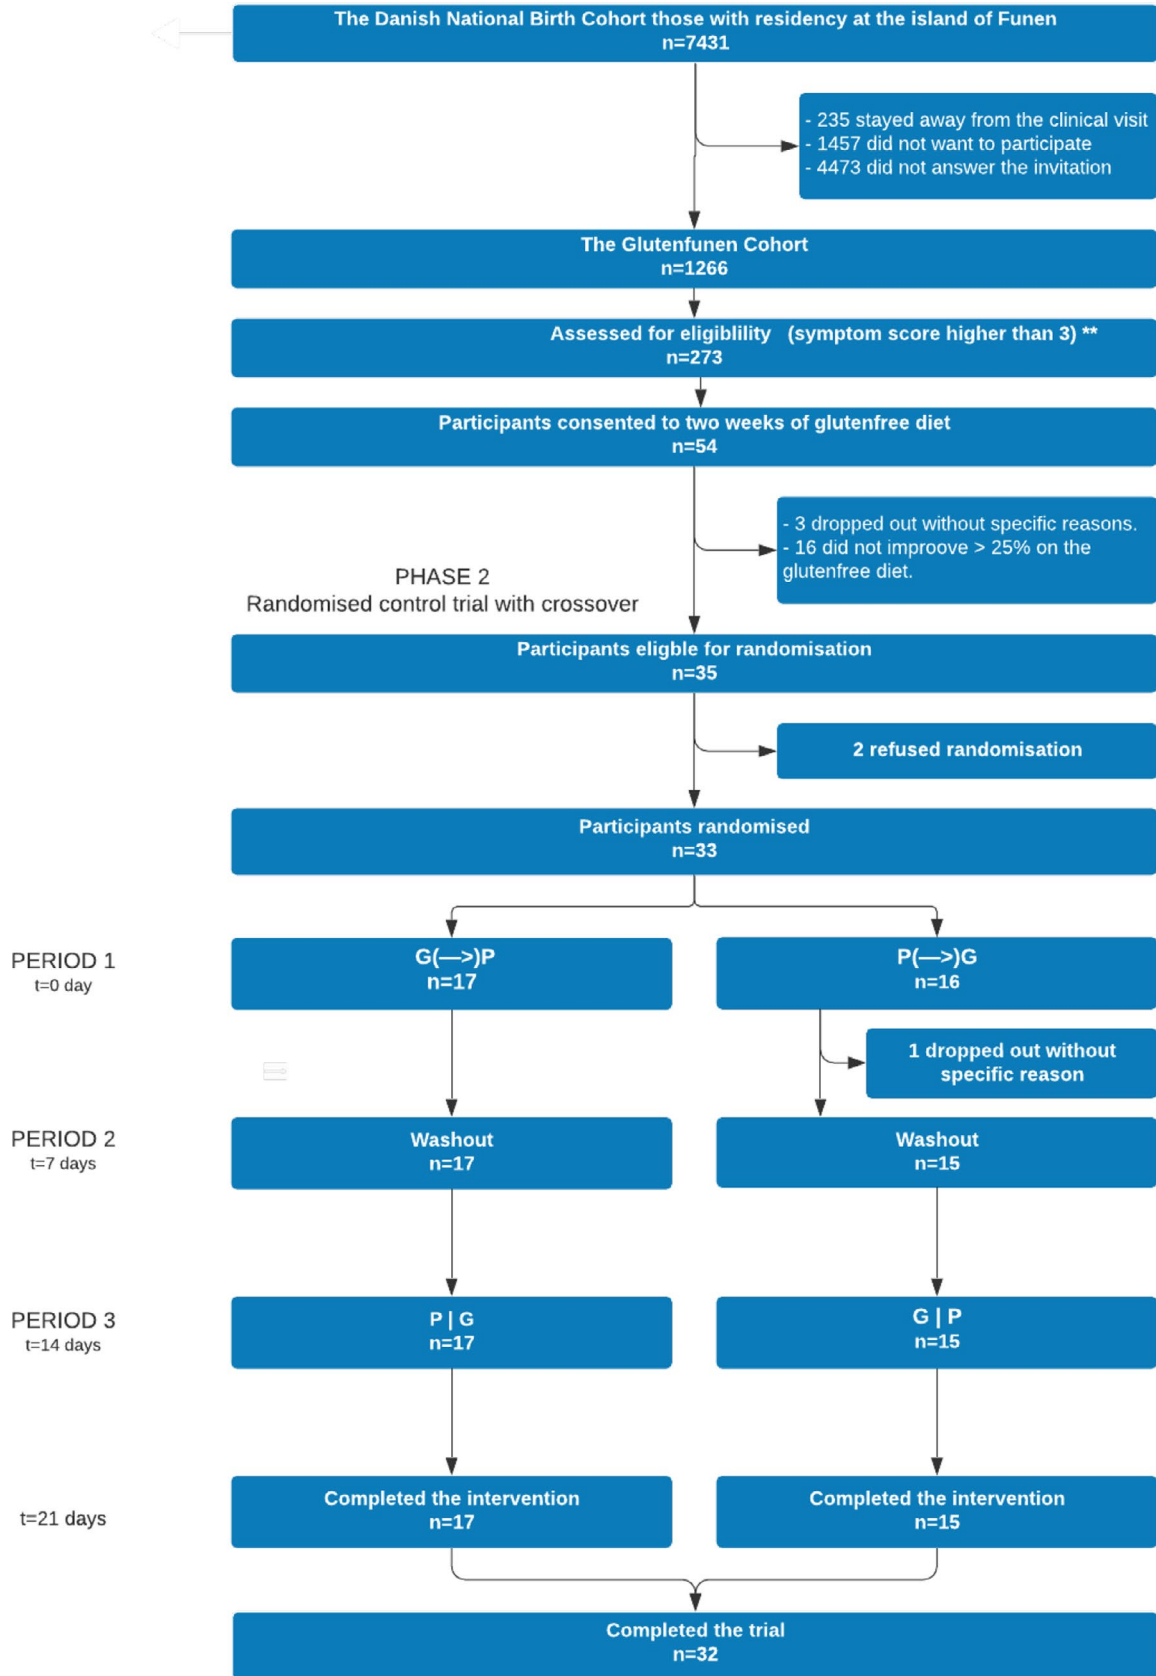 The Danish National Birth Cohort those with residency at the island of Funen
n=7431
- 235 stayed away from the clinical visit
- 1457 did not want to participate
- 4473 did not answer the invitation
The Glutenfunen Cohort
n=1266
Assessed for eligiblility (symptom score higher than 3) **
n=273
Participants consented to two weeks of glutenfree diet
n=54
- 3 dropped out without specific reasons.
- 16 did not improove > 25% on the
glutenfree diet.
PHASE 2
Randomised control trial with crossover
Participants eligble for randomisation
n=35
2 refused randomisation
Participants randomised
n=33
PERIOD 1
t=0 day
G(—>)P
n=17
P(—>)G
n=16
1 dropped out without
specific reason
PERIOD 2
t=7 days
Washout
n=17
Washout
n=15
PERIOD 3
t=14 days
P | G
n=17
G | P
n=15
t=21 days
Completed the intervention
n=17
Completed the intervention
n=15
Completed the trial
n=32